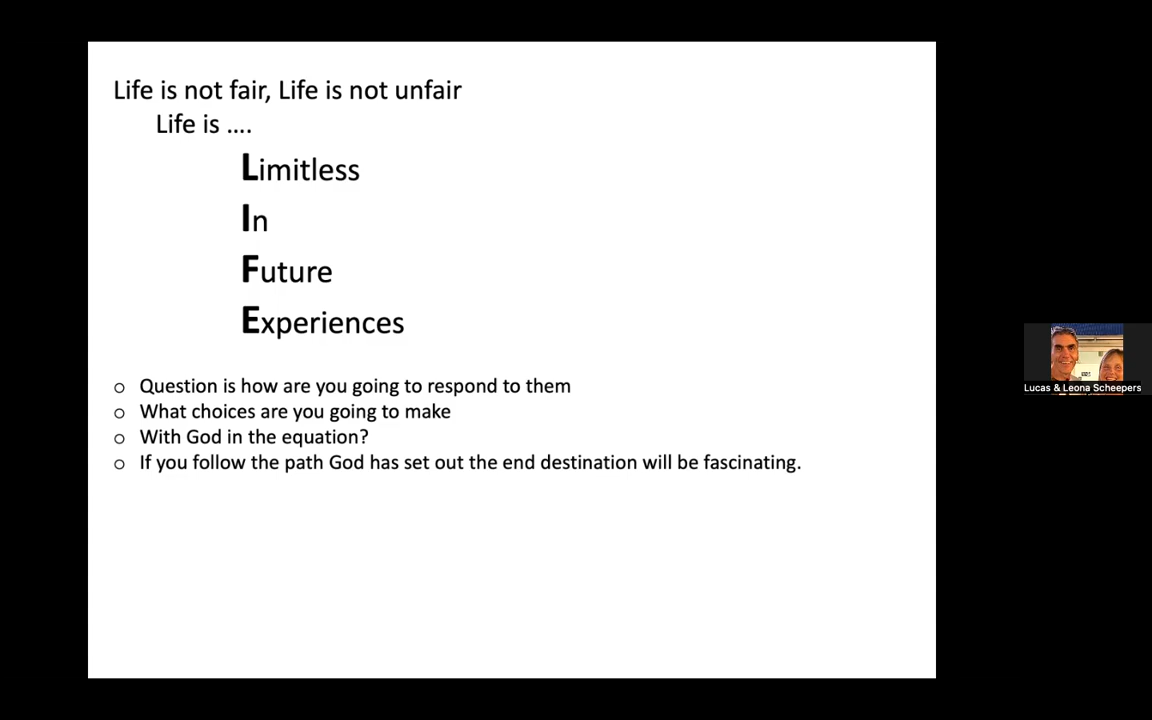 Life is not fair, Life is not unfair
Life is ....
Limitless
In
Future
Experiences
o Question is how are you going to respond to them
o What choices are you going to make
o With God in the equation?
o If you follow the path God has set out the end destination will be fascinating.
Lucas & Leona Scheepers